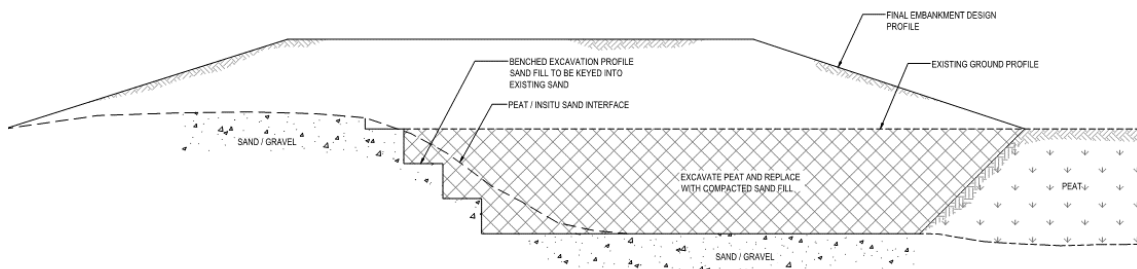 FINAL EMBANKMENT DESIGN
PROFILE
BENCHED EXCAVATION PROFILE
SAND FILL TO BE KEYED INTO
EXISTING SAND
EXISTING GROUND PROFILE
PEAT / INSITU SAND INTERFACE
SAND / GRAVEL
EXCAVATE PEAT AND REPLACE
WITH COMPACTED SAND FILL
PEAT
SAND / GRAVEL